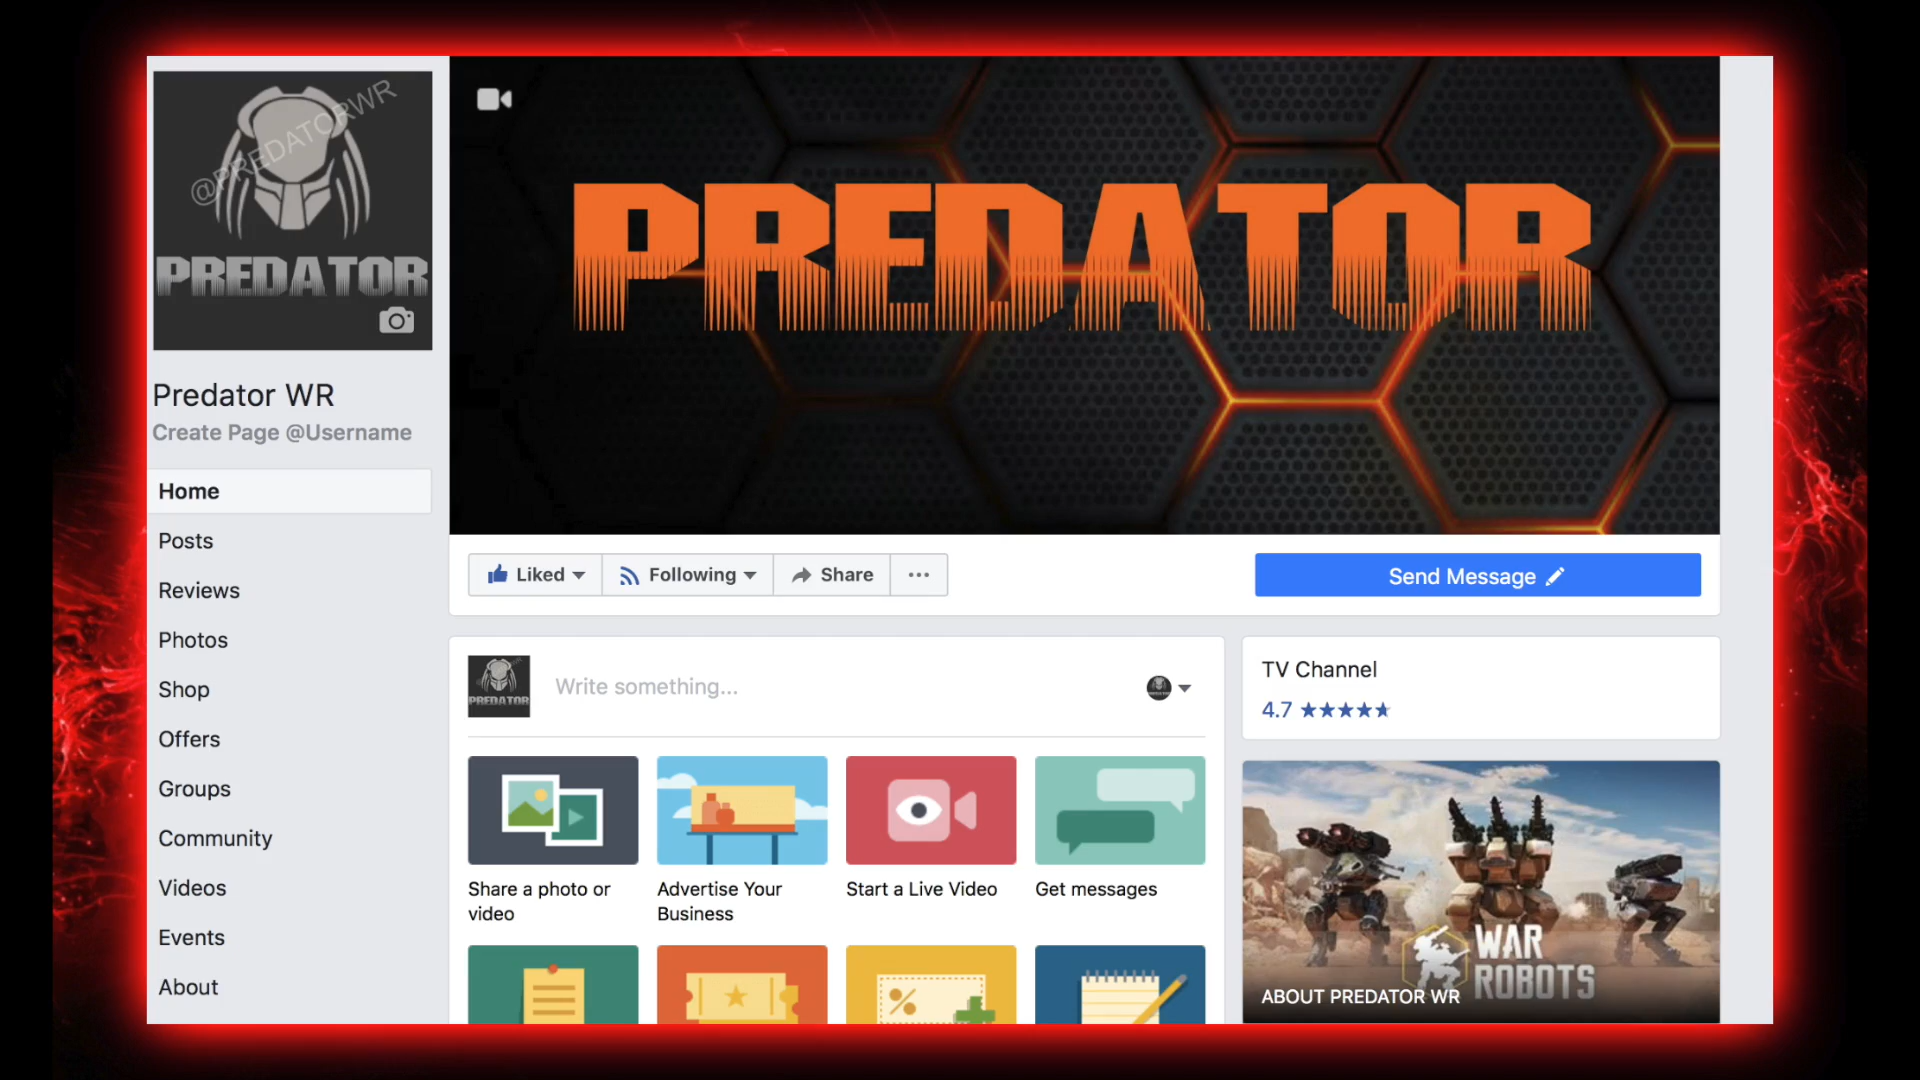 @PREDATORWR
PREDATOR
Predator WR
Create Page @Username
Home
Posts
Reviews
Photos
Shop
Offers
Groups
Community
Videos
Events
About
PREDATOR
Liked
Following
Share
Send Message
PREDATOR
Write something...
Share a photo or
video
Advertise Your
Business
Start a Live Video
Get messages
TV Channel
4.7
WAR
ROBOTS
ABOUT PREDATOR WR